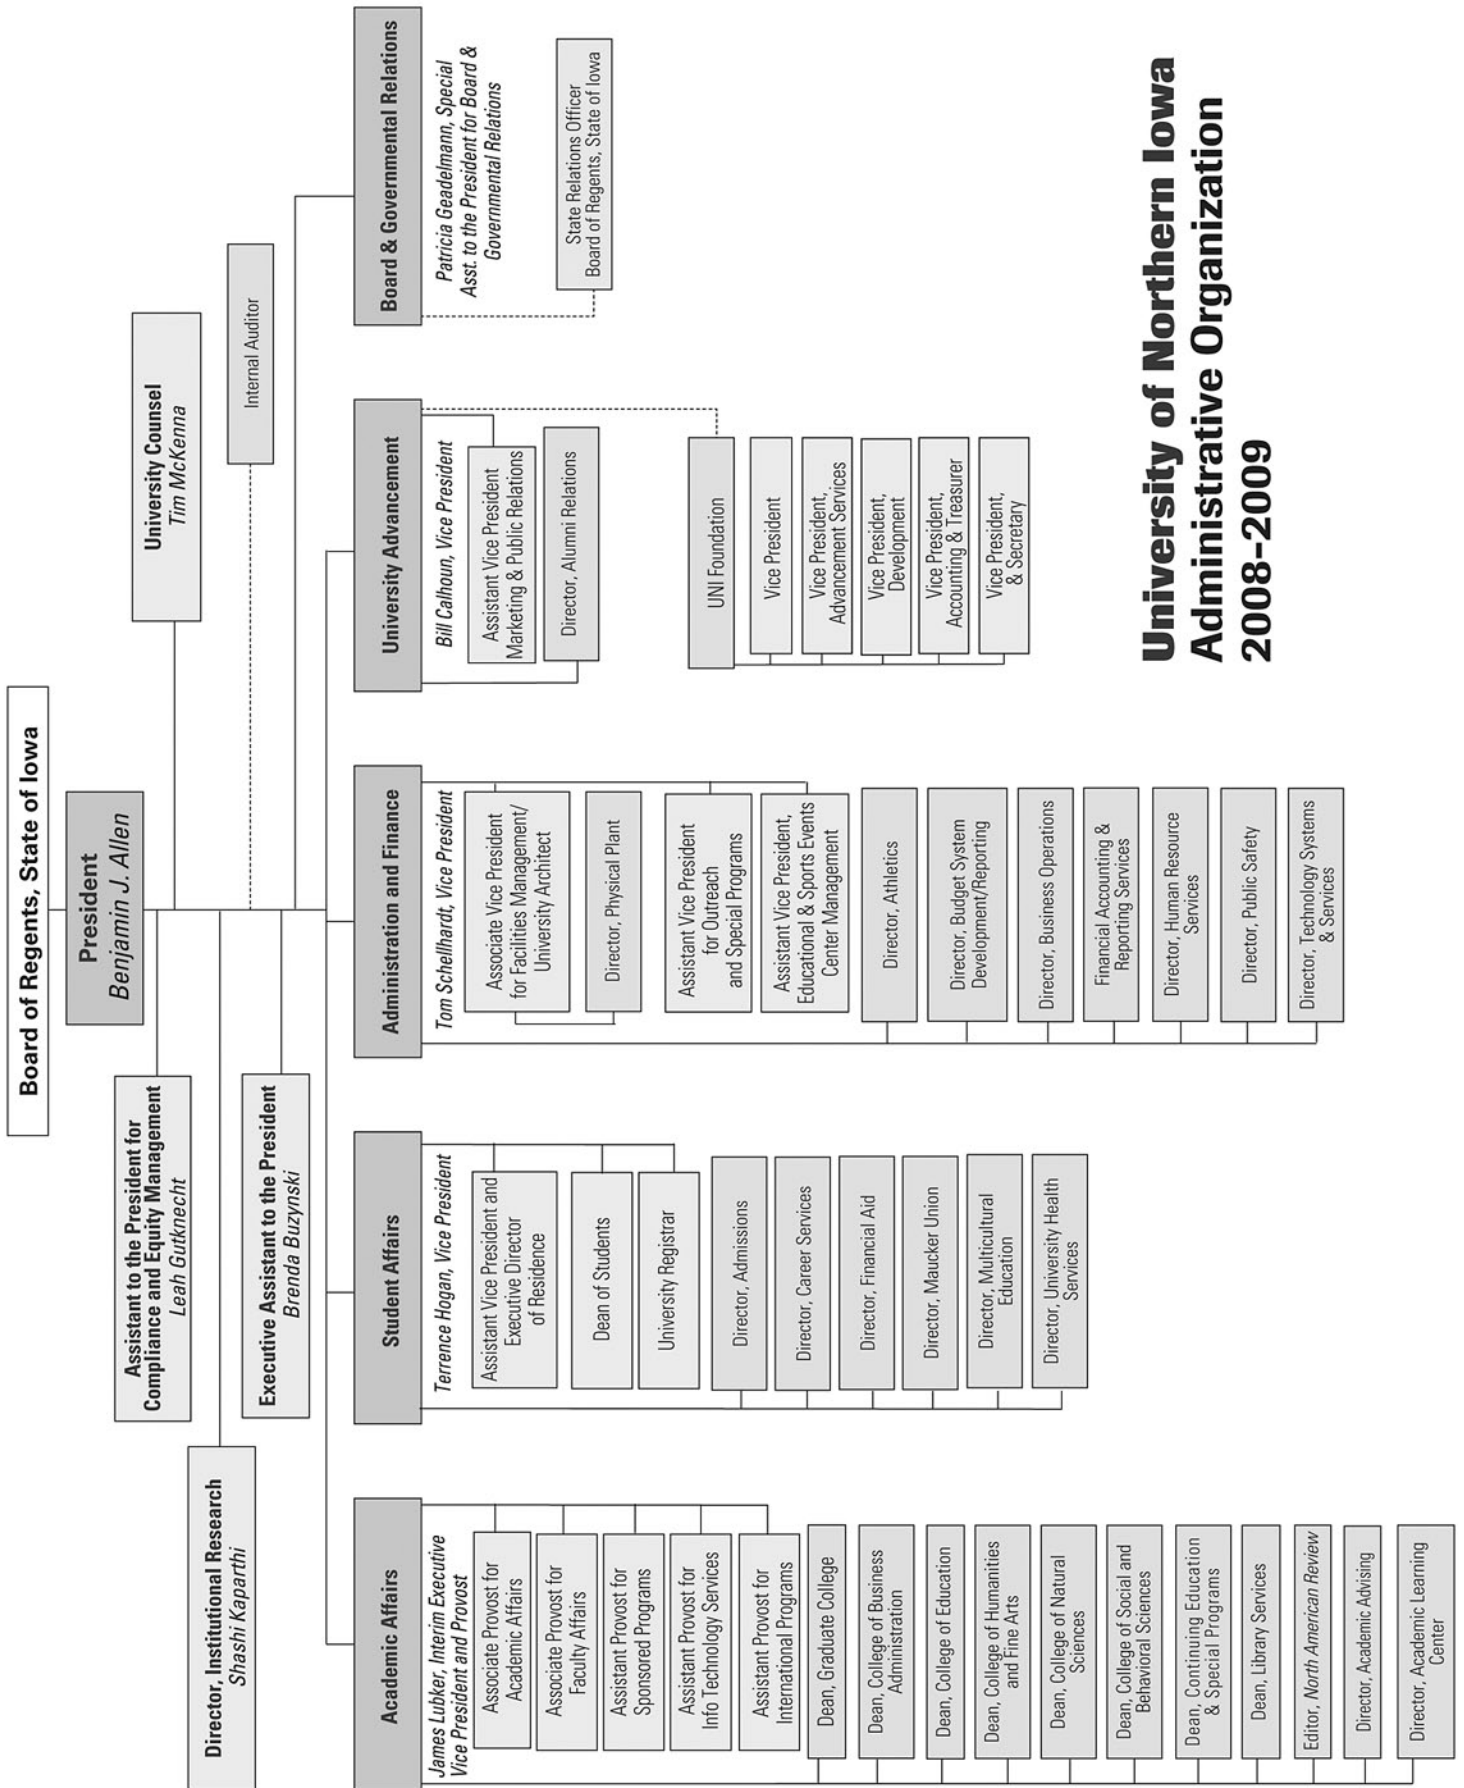 Board of Regents, State of Iowa
President
Benjamin J. Allen
Assistant to the President for
Compliance and Equity Management
Leah Gutknecht
University Counsel
Tim McKenna
Director, Institutional Research
Shashi Kaparthi
Internal Auditor
Executive Assistant to the President
Brenda Buzynski
Academic Affairs
James Lubker, Interim Executive
Vice President and Provost
Associate Provost for
Academic Affairs
Associate Provost for
Faculty Affairs
Assistant Provost for
Sponsored Programs
Assistant Provost for
Info Technology Services
Assistant Provost for
International Programs
Dean, Graduate College
Dean, College of Business
Administration
Dean, College of Education
Dean, College of Humanities
and Fine Arts
Dean, College of Natural
Sciences
Dean, College of Social and
Behavioral Sciences
Dean, Continuing Education
& Special Programs
Dean, Library Services
Editor, North American Review
Director, Academic Advising
Director, Academic Learning
Center
Student Affairs
Terrence Hogan, Vice President
Assistant Vice President and
Executive Director
of Residence
Dean of Students
University Registrar
Director, Admissions
Director, Career Services
Director, Financial Aid
Director, Maucker Union
Director, Multicultural
Education
Director, University Health
Services
Administration and Finance
Tom Schellhardt, Vice President
Associate Vice President
for Facilities Management/
University Architect
Director, Physical Plant
Assistant Vice President
for Outreach
and Special Programs
Assistant Vice President,
Educational & Sports Events
Center Management
Director, Athletics
Director, Budget System
Development/Reporting
Director, Business Operations
Financial Accounting &
Reporting Services
Director, Human Resource
Services
Director, Public Safety
Director, Technology Systems
& Services
University Advancement
Bill Calhoun, Vice President
Assistant Vice President
Marketing & Public Relations
Director, Alumni Relations
UNI Foundation
Vice President
Vice President,
Advancement Services
Vice President,
Development
Vice President,
Accounting & Treasurer
Vice President,
& Secretary
Board & Governmental Relations
Patricia Geadelmann, Special
Asst. to the President for Board &
Governmental Relations
State Relations Officer
Board of Regents, State of Iowa
University of Northern Iowa
Administrative Organization
2008-2009